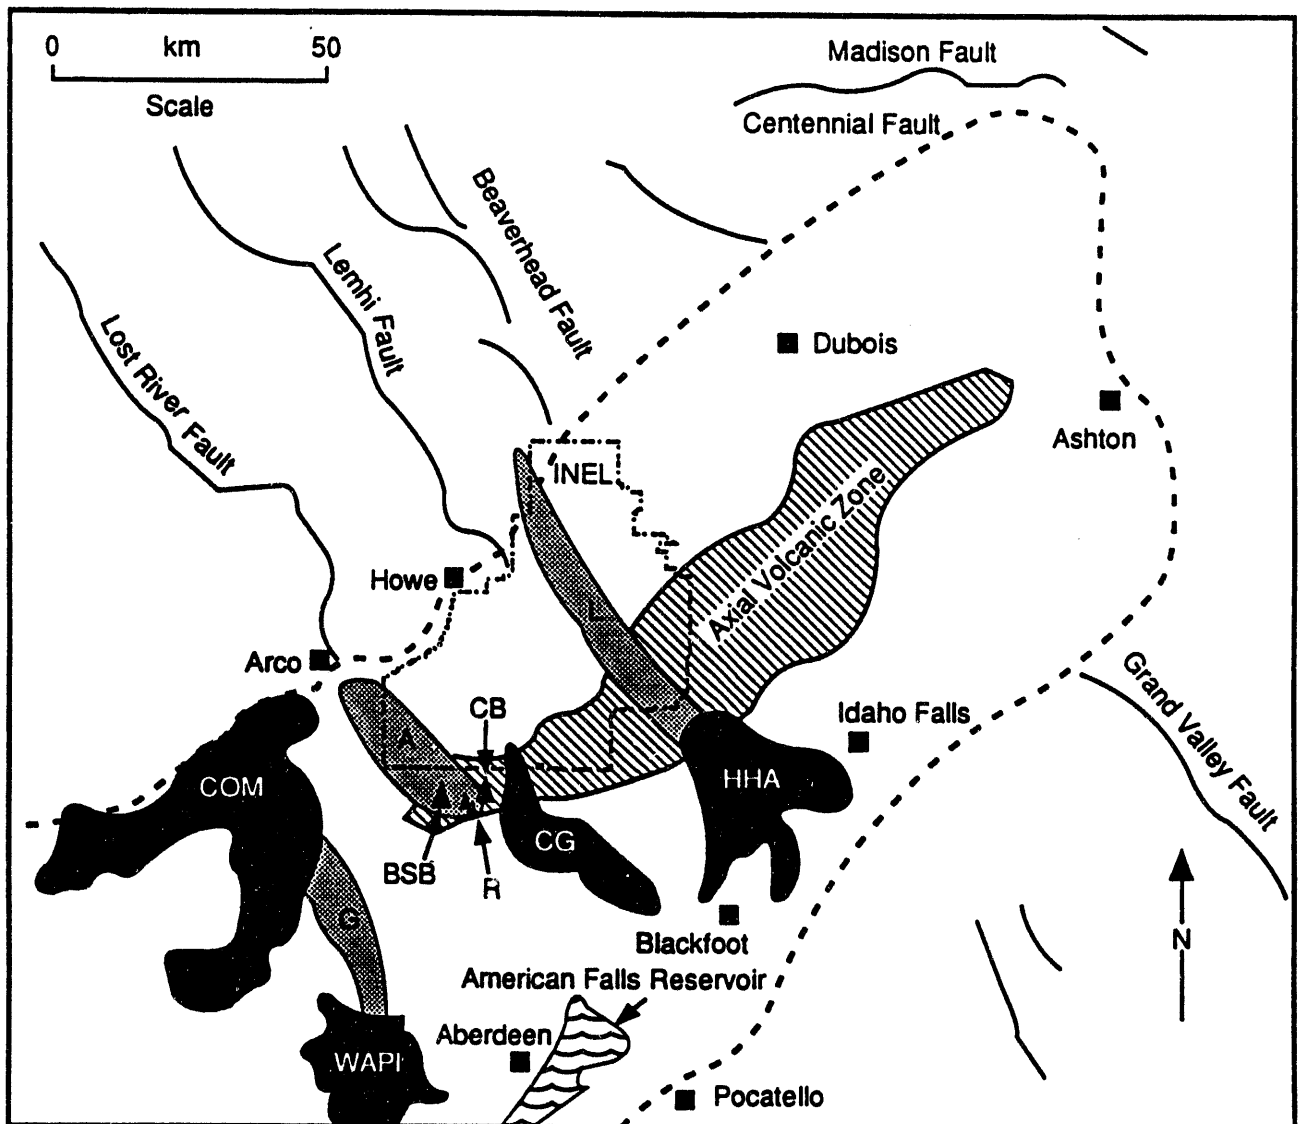 0 km 50
Scale
Madison Fault
Centennial Fault
Beaverhead Fault
Lemhi Fault
Lost River Fault
Dubois
Ashton
INEL
Axial Volcanic Zone
Howe
L
Arco
Grand Valley Fault
CB
Idaho Falls
A
COM
HHA
CG
BSB
R
G
Blackfoot
N
American Falls Reservoir
Aberdeen
WAPI
Pocatello